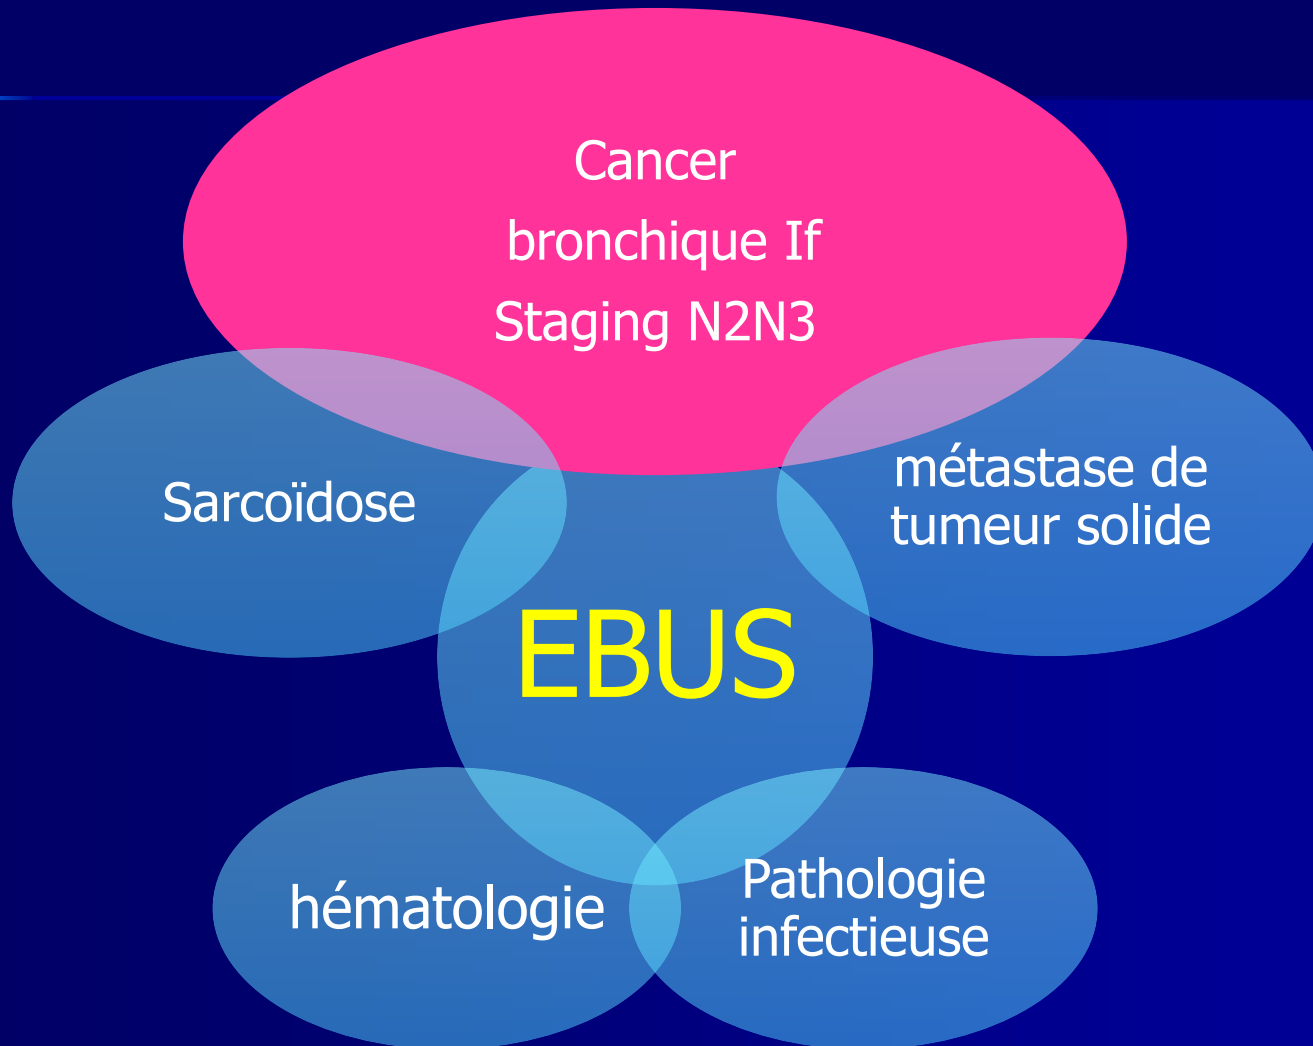 Cancer
bronchique If
Staging N2N3
Sarcoïdose
métastase de
tumeur solide
EBUS
hématologie
Pathologie
infectieuse